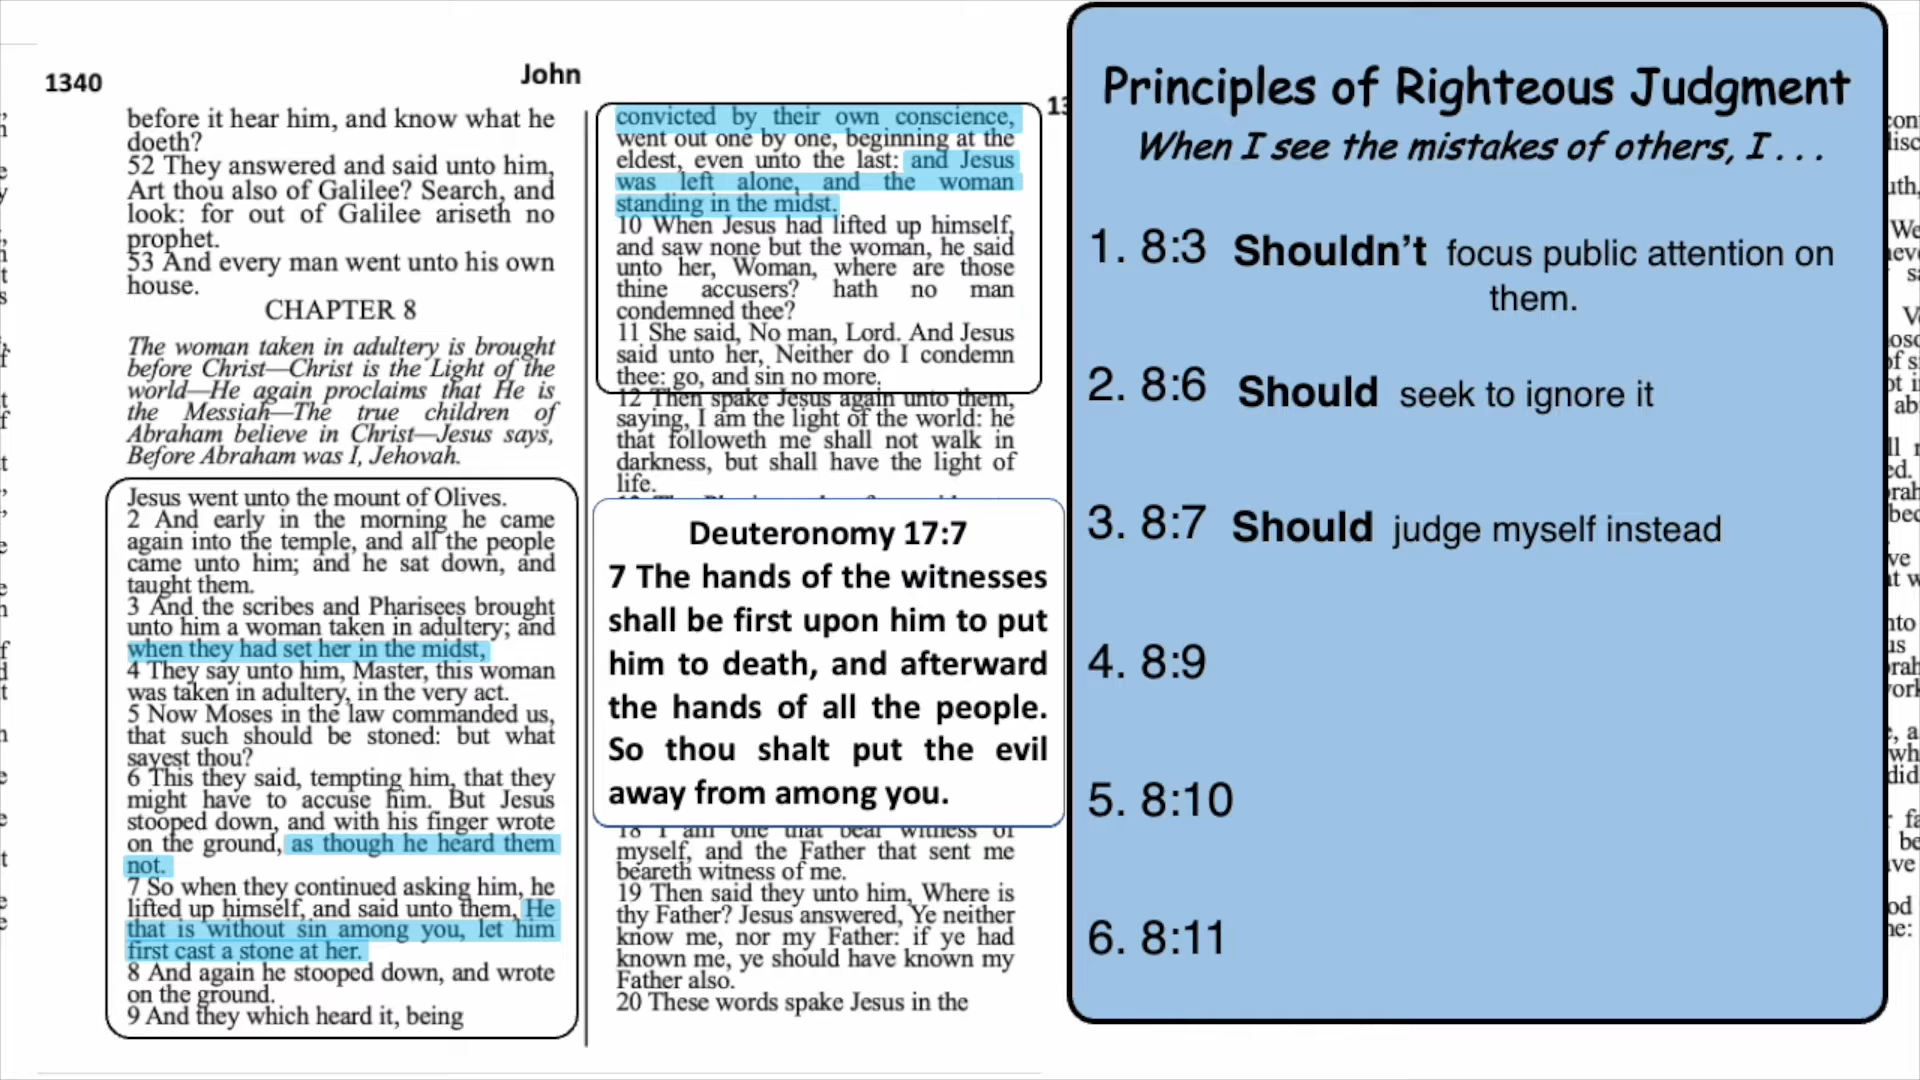 1340
John
before it hear him, and know what he
doeth?
52 They answered and said unto him,
Art thou also of Galilee? Search, and
look: for out of Galilee ariseth no
prophet.
53 And every man went unto his own
house.
CHAPTER 8
The woman taken in adultery is brought
before Christ—Christ is the Light of the
world—He again proclaims that He is
the Messiah—The true children of
Abraham believe in Christ—Jesus says,
Before Abraham was I, Jehovah.
Jesus went unto the mount of Olives.
2 And early in the morning he came
again into the temple, and all the people
came unto him; and he sat down, and
taught them.
3 And the scribes and Pharisees brought
unto him a woman taken in adultery; and
when they had set her in the midst,
4 They say unto him, Master, this woman
was taken in adultery, in the very act.
5 Now Moses in the law commanded us,
that such should be stoned: but what
sayest thou?
6 This they said, tempting him, that they
might have to accuse him. But Jesus
stooped down, and with his finger wrote
on the ground, as though he heard them
not.
7 So when they continued asking him, he
lifted up himself, and said unto them, He
that is without sin among you, let him
first cast a stone at her.
8 And again he stooped down, and wrote
on the ground.
9 And they which heard it, being
convicted by their own conscience,
went out one by one, beginning at the
eldest, even unto the last: and Jesus
was left alone, and the woman
standing in the midst.
10 When Jesus had lifted up himself,
and saw none but the woman, he said
unto her, Woman, where are those
thine accusers? hath no man
condemned thee?
11 She said, No man, Lord. And Jesus
said unto her, Neither do I condemn
thee: go, and sin no more.
12 Then spake Jesus again unto them,
saying, I am the light of the world: he
that followeth me shall not walk in
darkness, but shall have the light of
life.
Deuteronomy 17:7
7 The hands of the witnesses
shall be first upon him to put
him to death, and afterward
the hands of all the people.
So thou shalt put the evil
away from among you.
18 I am one that bear witness of
myself, and the Father that sent me
beareth witness of me.
19 Then said they unto him, Where is
thy Father? Jesus answered, Ye neither
know me, nor my Father: if ye had
known me, ye should have known my
Father also.
20 These words spake Jesus in the
Principles of Righteous Judgment
When I see the mistakes of others, I . . .
1. 8:3 Shouldn't focus public attention on
them.
2. 8:6 Should seek to ignore it
3. 8:7 Should judge myself instead
4. 8:9
5. 8:10
6. 8:11